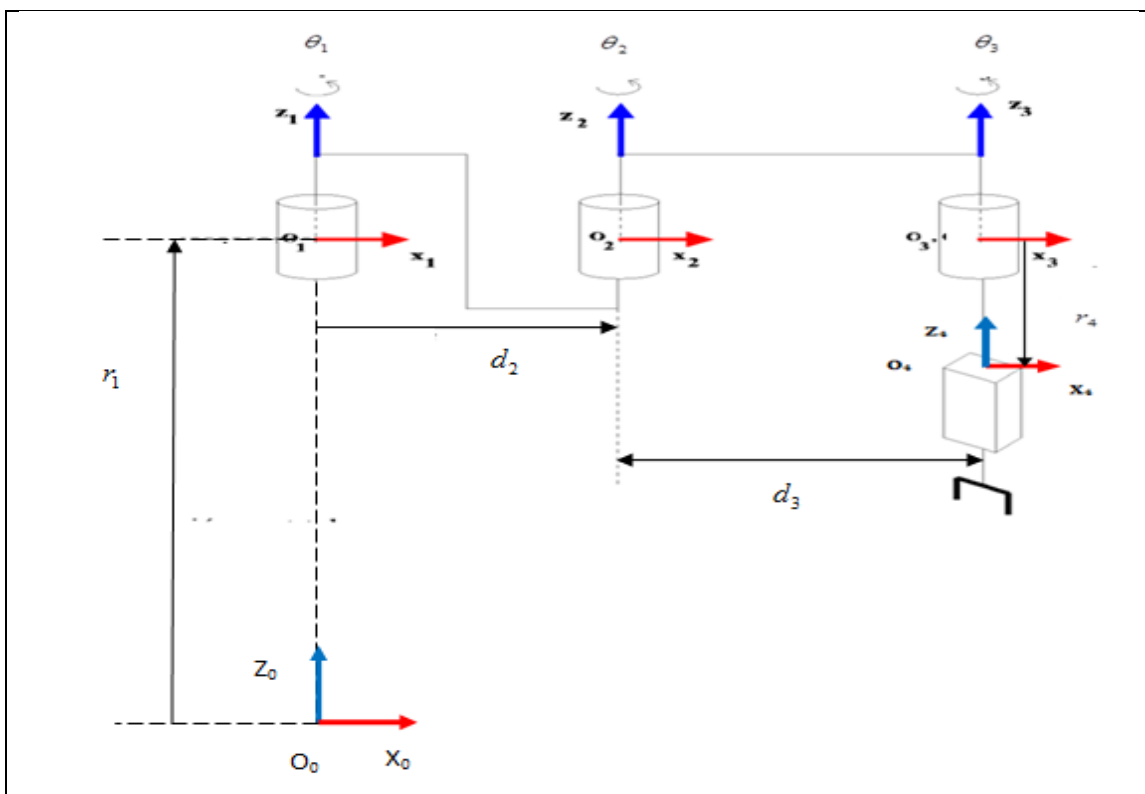 θ₁ θ₂ θ₃
z₁ z₂ z₃
O₁ x₁ O₂ x₂ O₃ x₃
r₄
z₄
O₄ x₄
r₁ d₂
d₃
Z₀
O₀ X₀